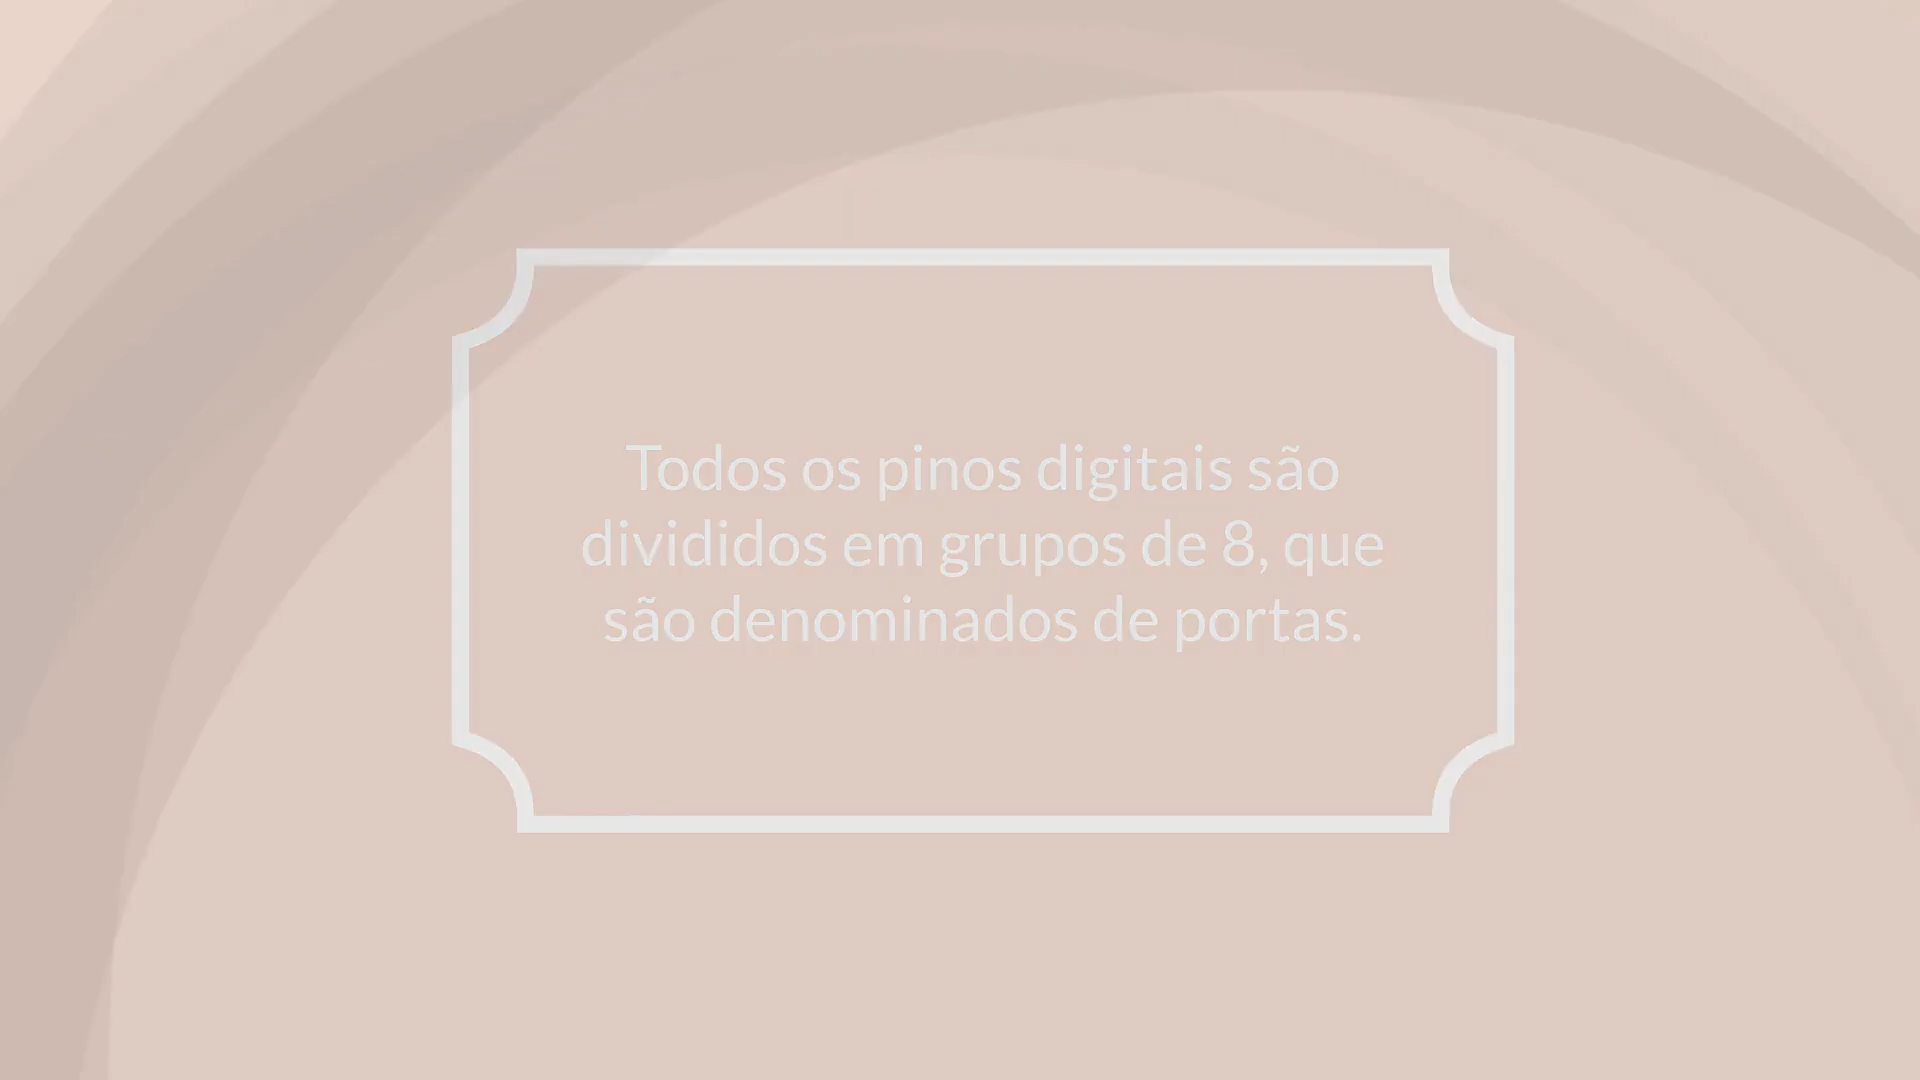 Todos os pinos digitais são
divididos em grupos de 8, que
são denominados de portas.